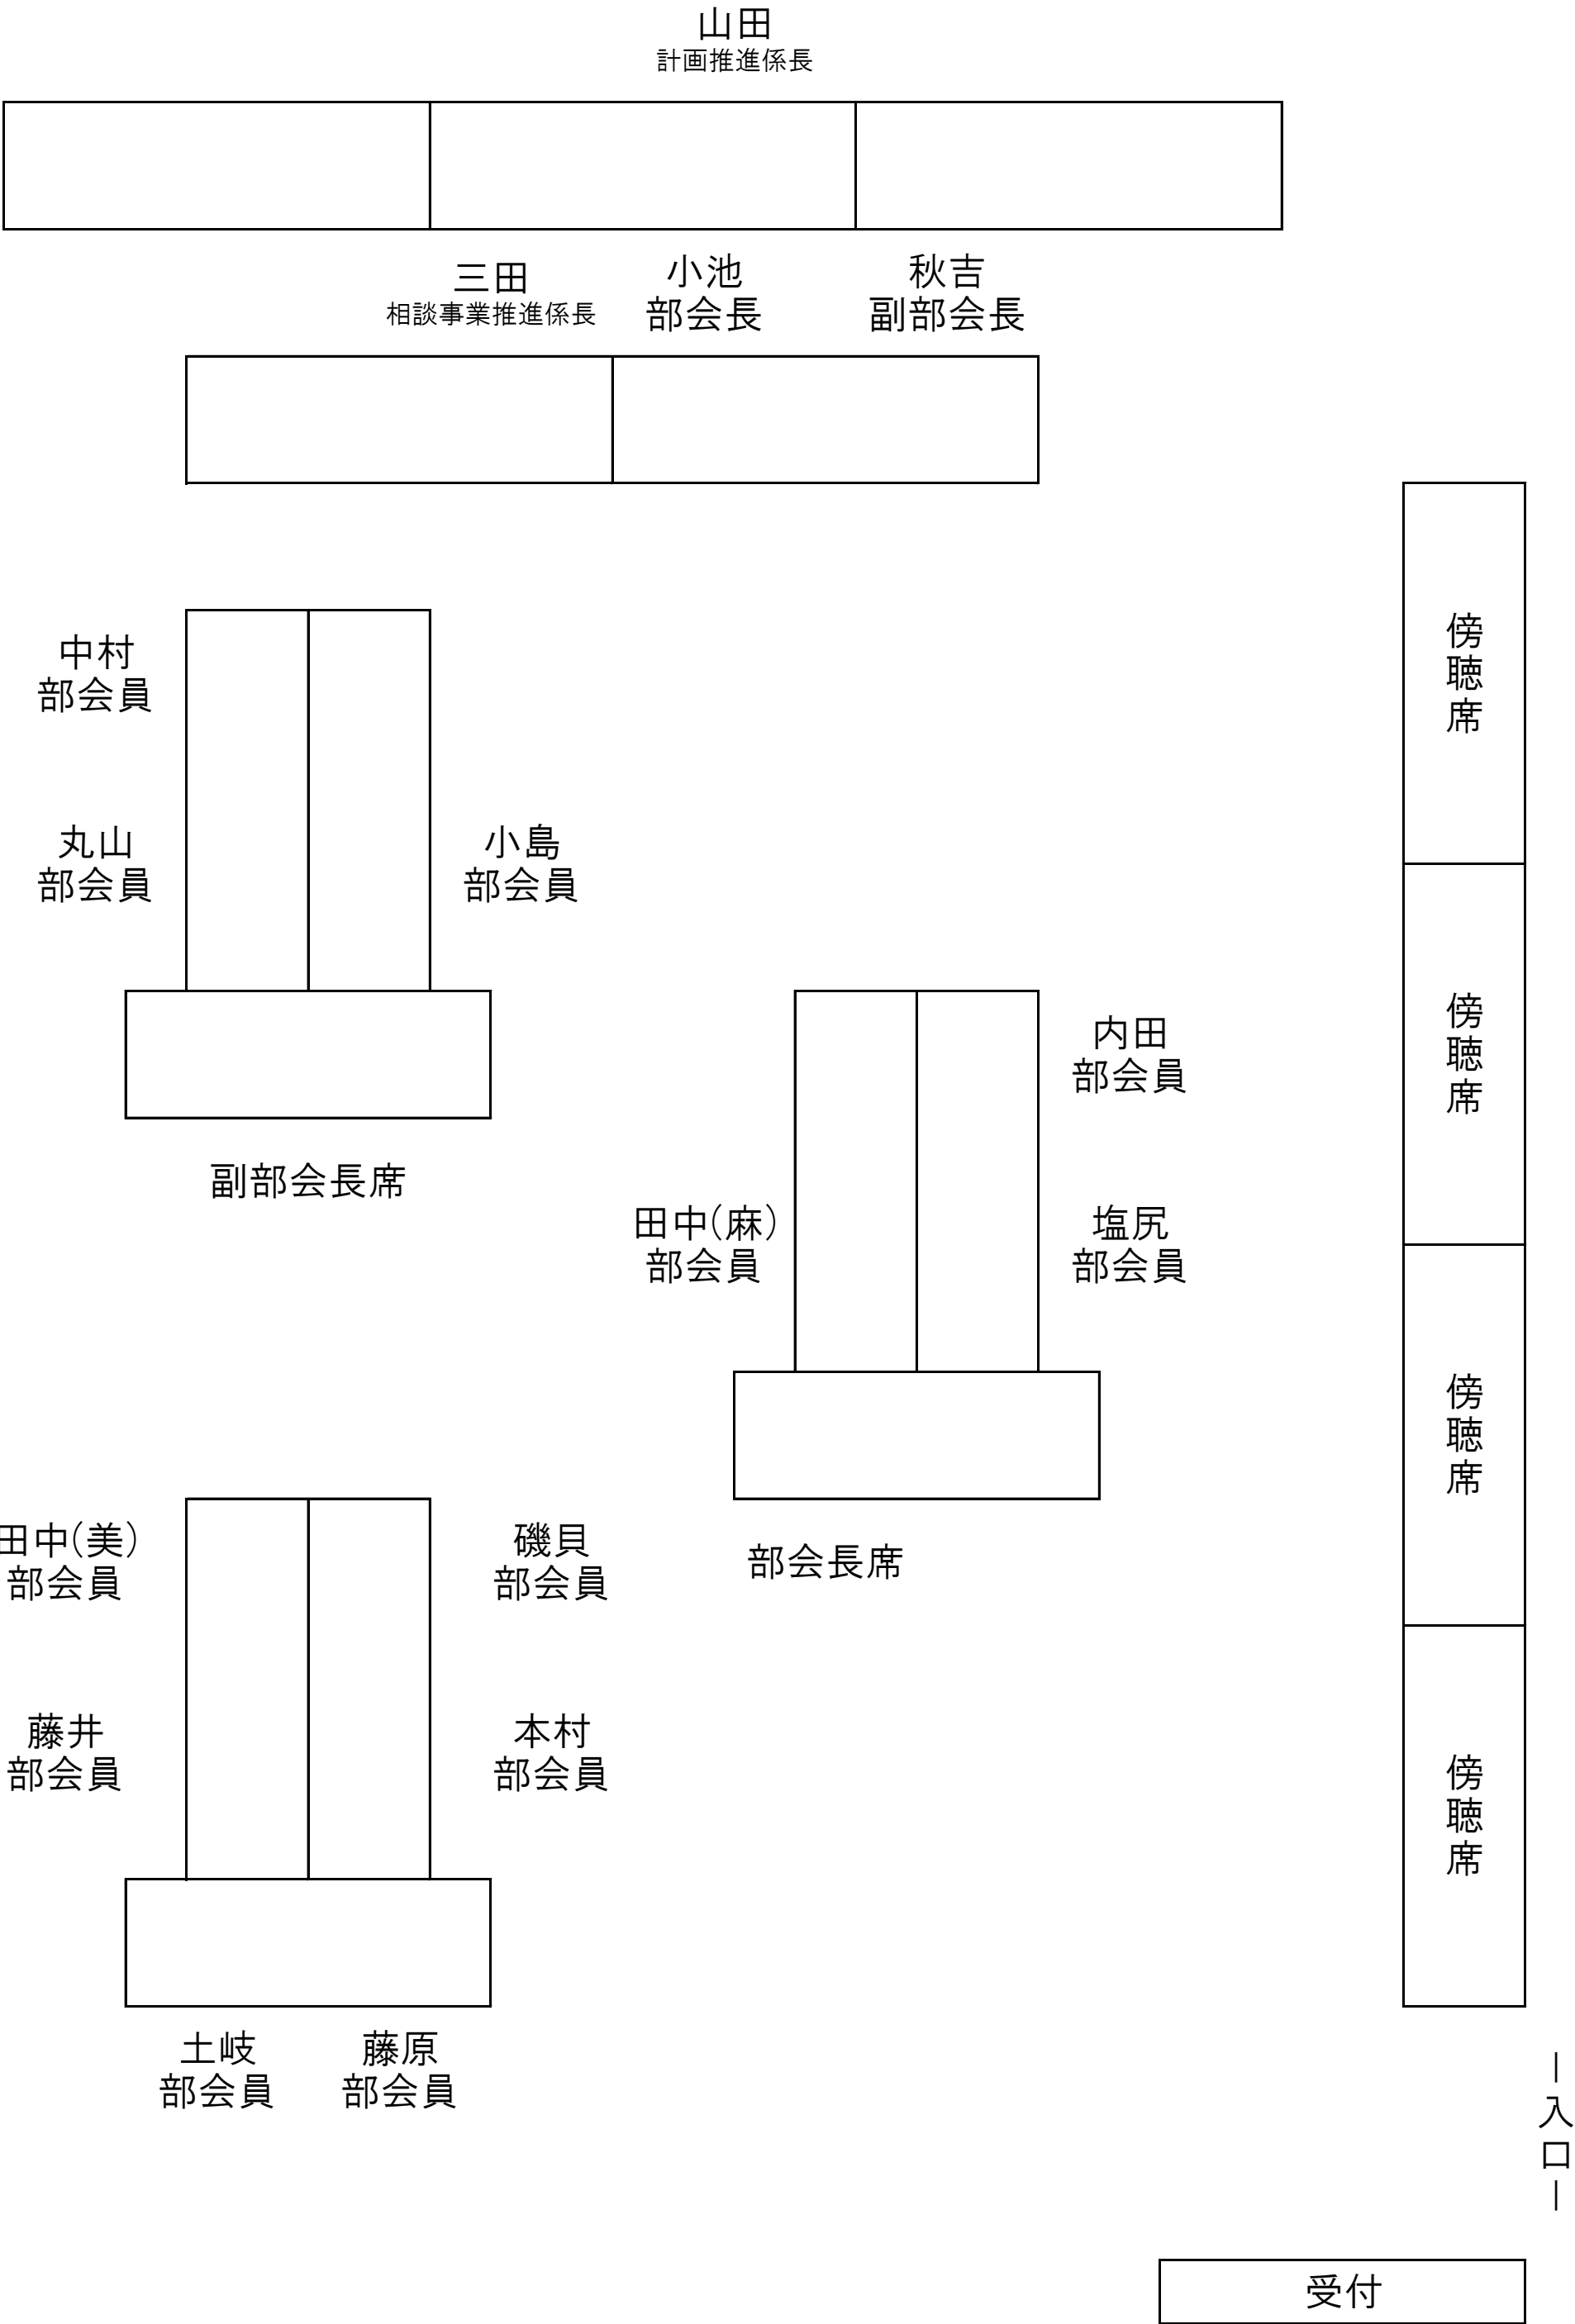 山田
計画推進係長
三田
相談事業推進係長
小池
部会長
秋吉
副部会長
中村
部会員
丸山
部会員
小島
部会員
副部会長席
内田
部会員
田中(麻)
部会員
塩尻
部会員
部会長席
田中(美)
部会員
磯貝
部会員
藤井
部会員
本村
部会員
土岐
部会員
藤原
部会員
傍聴席
傍聴席
傍聴席
傍聴席
ー入口ー
受付